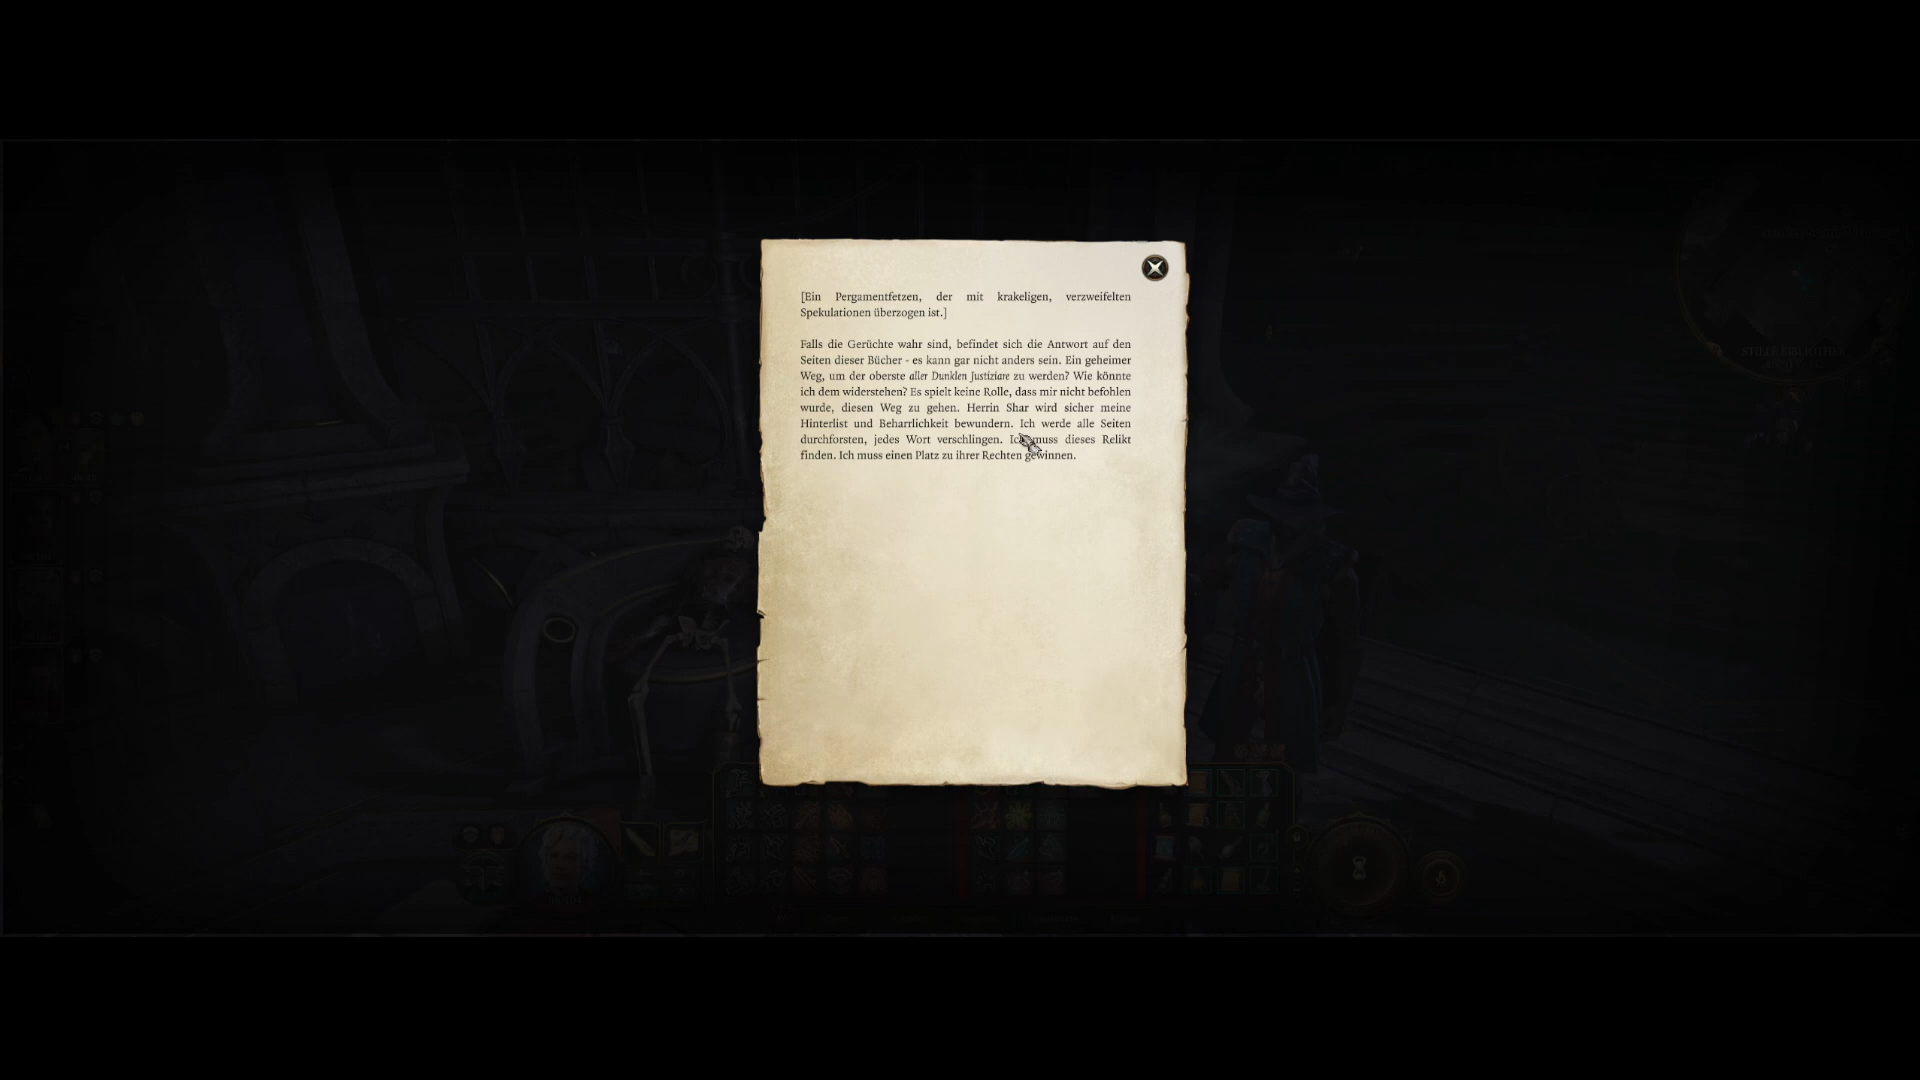 [Ein Pergamentfetzen, der mit krakeligen, verzweifelten
Spekulationen überzogen ist.]
Falls die Gerüchte wahr sind, befindet sich die Antwort auf den
Seiten dieser Bücher - es kann gar nicht anders sein. Ein geheimer
Weg, um der oberste aller Dunklen Justiziare zu werden? Wie könnte
ich dem widerstehen? Es spielt keine Rolle, dass mir nicht befohlen
wurde, diesen Weg zu gehen. Herrin Shar wird sicher meine
Hinterlist und Beharrlichkeit bewundern. Ich werde alle Seiten
durchforsten, jedes Wort verschlingen. Ich muss dieses Relikt
finden. Ich muss einen Platz zu ihrer Rechten gewinnen.
STILLE BIBLIOTHEK